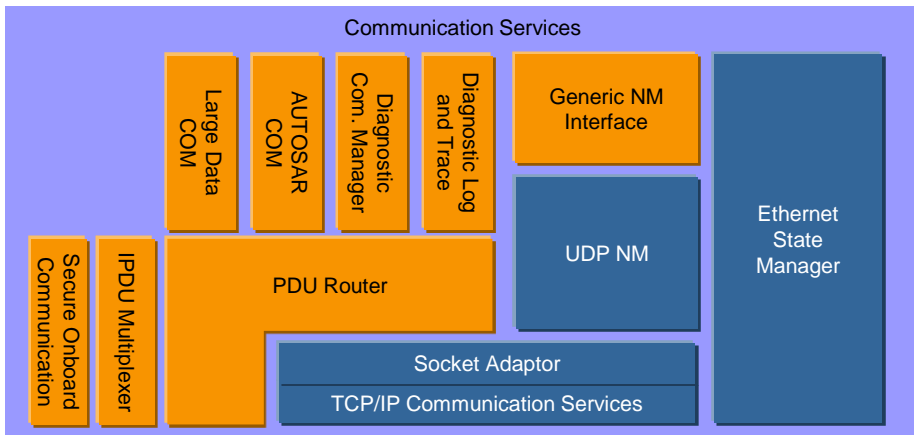 Communication Services
Large Data
COM
AUTOSAR
COM
Diagnostic
Com. Manager
Diagnostic Log
and Trace
Generic NM
Interface
Ethernet
State
Manager
UDP NM
Secure Onboard
Communication
IPDU Multiplexer
PDU Router
Socket Adaptor
TCP/IP Communication Services